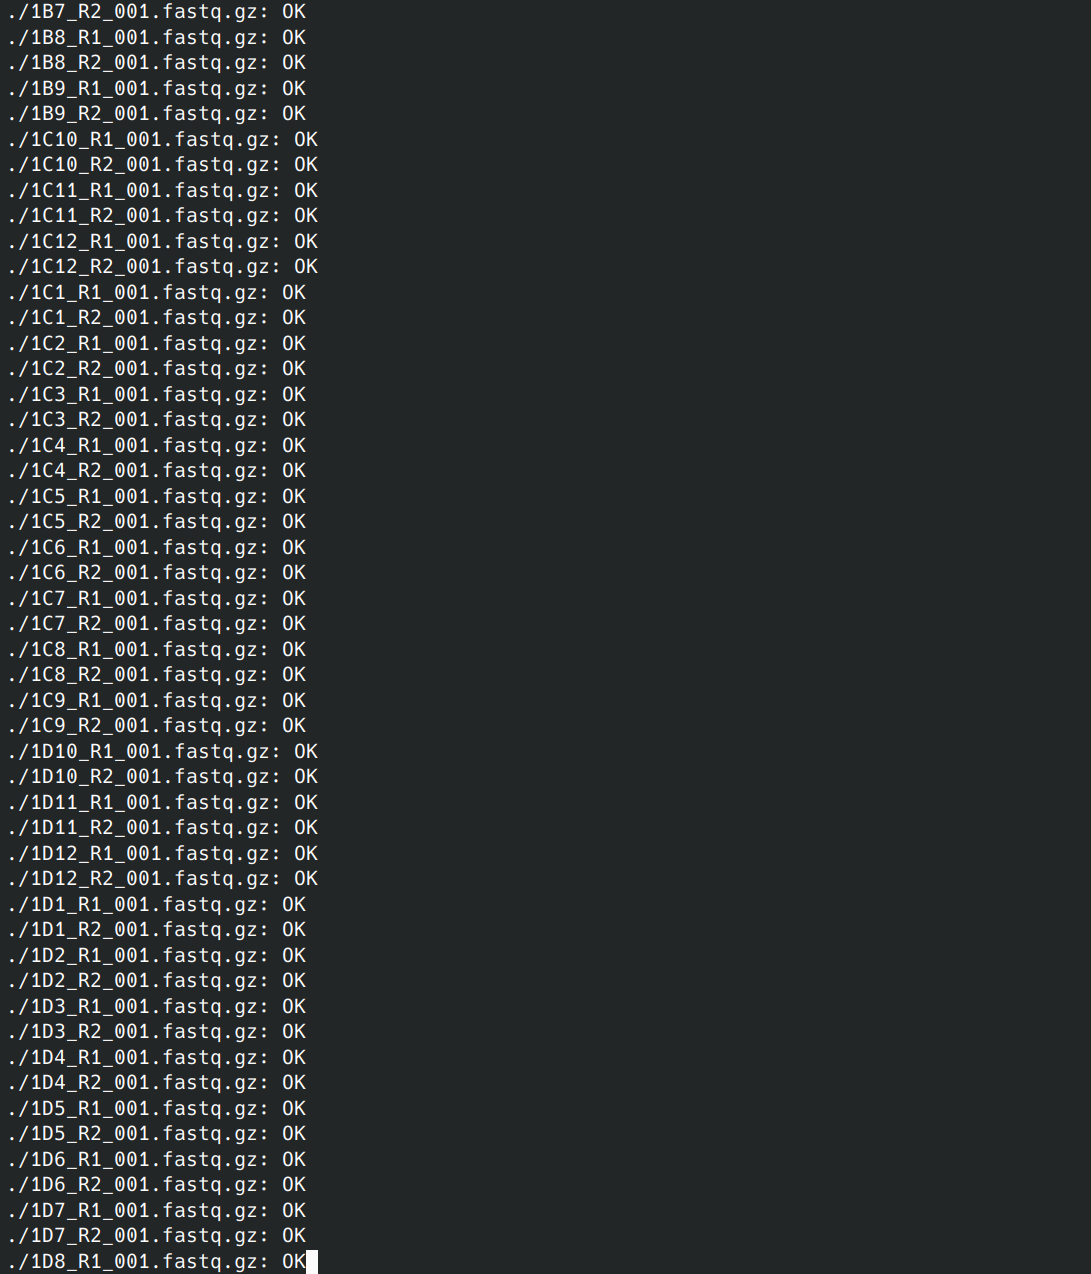 ./1B7_R2_001.fastq.gz: OK
./1B8_R1_001.fastq.gz: OK
./1B8_R2_001.fastq.gz: OK
./1B9_R1_001.fastq.gz: OK
./1B9_R2_001.fastq.gz: OK
./1C10_R1_001.fastq.gz: OK
./1C10_R2_001.fastq.gz: OK
./1C11_R1_001.fastq.gz: OK
./1C11_R2_001.fastq.gz: OK
./1C12_R1_001.fastq.gz: OK
./1C12_R2_001.fastq.gz: OK
./1C1_R1_001.fastq.gz: OK
./1C1_R2_001.fastq.gz: OK
./1C2_R1_001.fastq.gz: OK
./1C2_R2_001.fastq.gz: OK
./1C3_R1_001.fastq.gz: OK
./1C3_R2_001.fastq.gz: OK
./1C4_R1_001.fastq.gz: OK
./1C4_R2_001.fastq.gz: OK
./1C5_R1_001.fastq.gz: OK
./1C5_R2_001.fastq.gz: OK
./1C6_R1_001.fastq.gz: OK
./1C6_R2_001.fastq.gz: OK
./1C7_R1_001.fastq.gz: OK
./1C7_R2_001.fastq.gz: OK
./1C8_R1_001.fastq.gz: OK
./1C8_R2_001.fastq.gz: OK
./1C9_R1_001.fastq.gz: OK
./1C9_R2_001.fastq.gz: OK
./1D10_R1_001.fastq.gz: OK
./1D10_R2_001.fastq.gz: OK
./1D11_R1_001.fastq.gz: OK
./1D11_R2_001.fastq.gz: OK
./1D12_R1_001.fastq.gz: OK
./1D12_R2_001.fastq.gz: OK
./1D1_R1_001.fastq.gz: OK
./1D1_R2_001.fastq.gz: OK
./1D2_R1_001.fastq.gz: OK
./1D2_R2_001.fastq.gz: OK
./1D3_R1_001.fastq.gz: OK
./1D3_R2_001.fastq.gz: OK
./1D4_R1_001.fastq.gz: OK
./1D4_R2_001.fastq.gz: OK
./1D5_R1_001.fastq.gz: OK
./1D5_R2_001.fastq.gz: OK
./1D6_R1_001.fastq.gz: OK
./1D6_R2_001.fastq.gz: OK
./1D7_R1_001.fastq.gz: OK
./1D7_R2_001.fastq.gz: OK
./1D8_R1_001.fastq.gz: OK